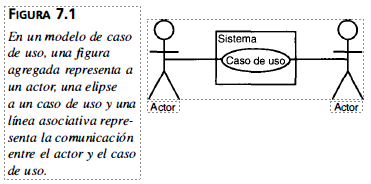 FIGURA 7.1
En un modelo de caso
de uso, una figura
agregada representa a
un actor, una elipse
a un caso de uso y una
línea asociativa repre-
senta la comunicación
entre el actor y el caso
de uso.
Sistema
Caso de uso
Actor
Actor